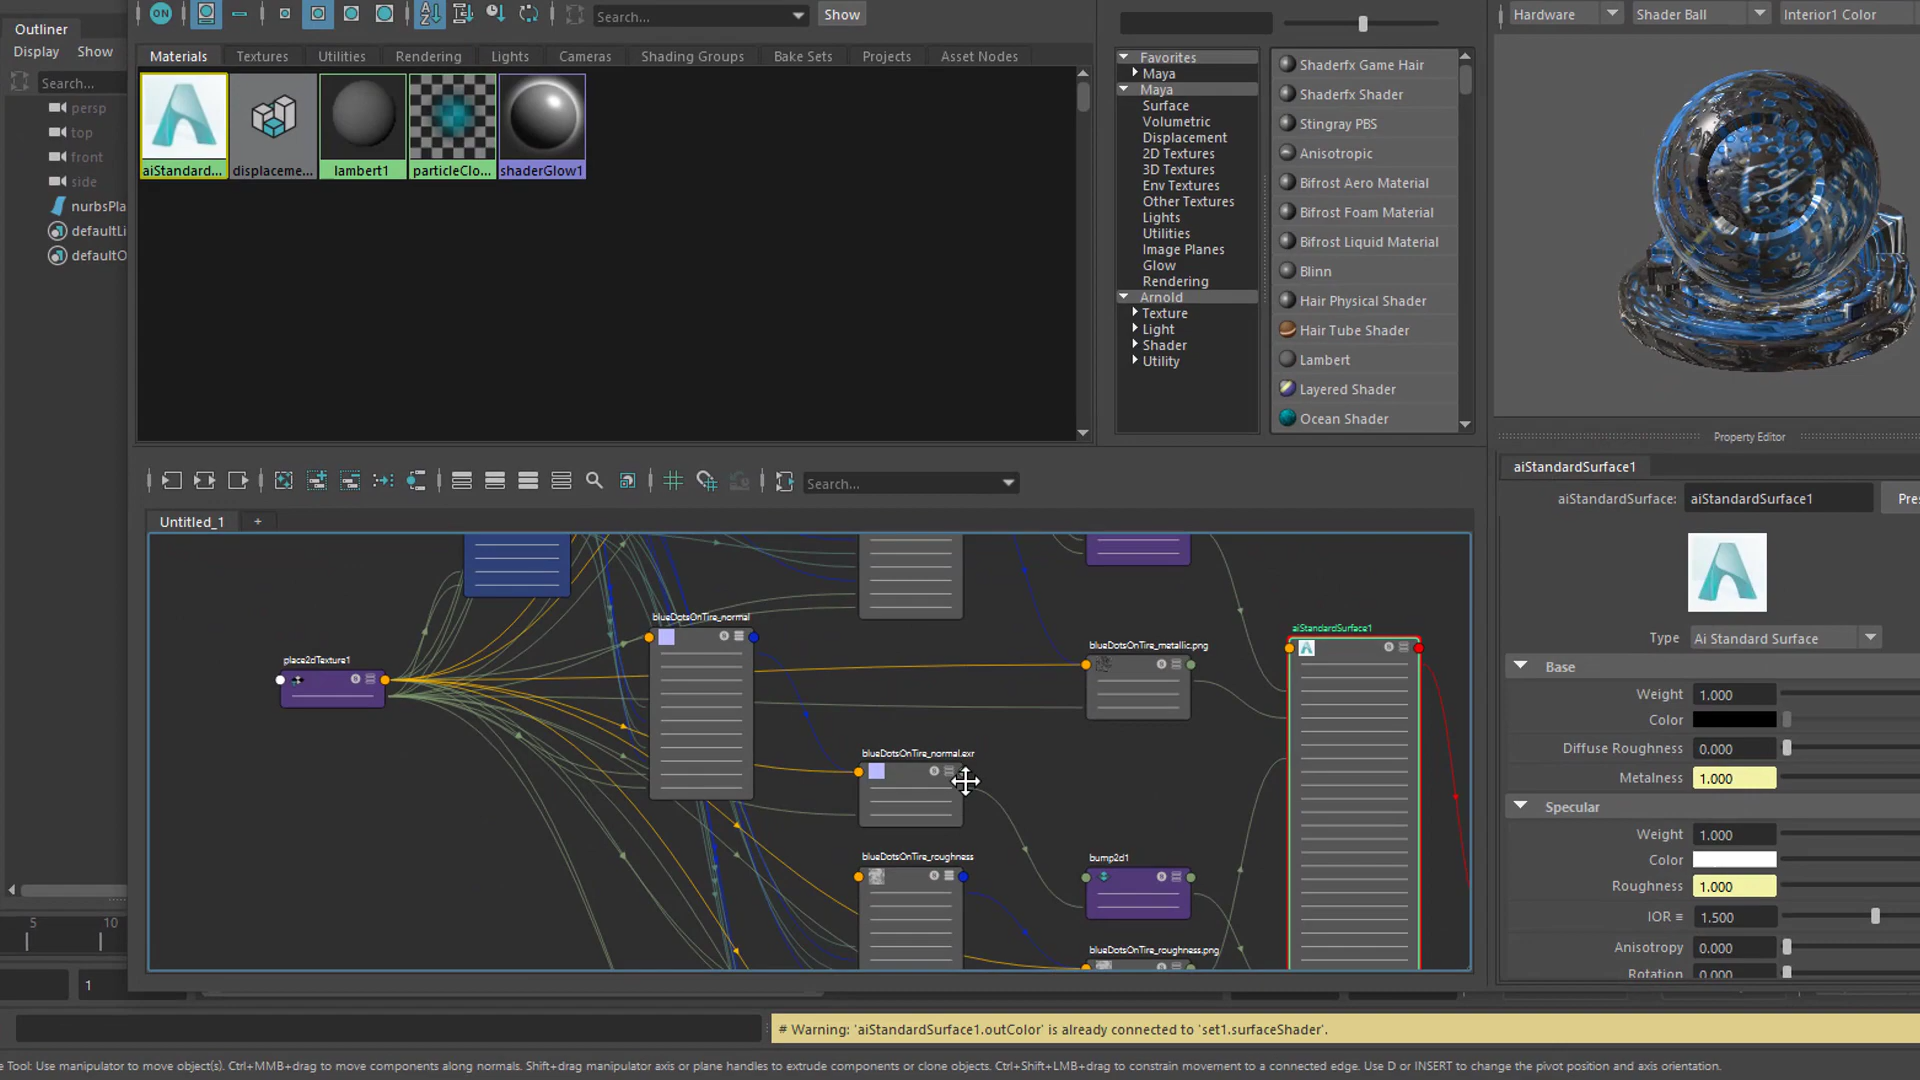 Outliner
Display Show
Search...
persp
top
front
side
nurbsPla
defaultLi
defaultO
ON
Search...
Show
Materials Textures Utilities Rendering Lights Cameras Shading Groups Bake Sets Projects Asset Nodes
aiStandard... displaceme... lambert1 particleClo... shaderGlow1
Favorites
Maya
Maya
Surface
Volumetric
Displacement
2D Textures
3D Textures
Env Textures
Other Textures
Lights
Utilities
Image Planes
Glow
Rendering
Arnold
Texture
Light
Shader
Utility
Shaderfx Game Hair
Shaderfx Shader
Stingray PBS
Anisotropic
Bifrost Aero Material
Bifrost Foam Material
Bifrost Liquid Material
Blinn
Hair Physical Shader
Hair Tube Shader
Lambert
Layered Shader
Ocean Shader
Hardware Shader Ball Interior1 Color
Property Editor
aiStandardSurface1
aiStandardSurface: aiStandardSurface1 Pres
Type Ai Standard Surface
Base
Weight 1.000
Color
Diffuse Roughness 0.000
Metalness 1.000
Specular
Weight 1.000
Color
Roughness 1.000
IOR 1.500
Anisotropy 0.000
Rotation 0.000
Search...
Untitled_1 +
place2dTexture1
blueDotsOnTire_normal
blueDotsOnTire_metallic.png
aiStandardSurface1
blueDotsOnTire_normal.exr
blueDotsOnTire_roughness
bump2d1
blueDotsOnTire_roughness.png
5 10
1
# Warning: 'aiStandardSurface1.outColor' is already connected to 'set1.surfaceShader'.
e Tool: Use manipulator to move object(s). Ctrl+MMB+drag to move components along normals. Shift+drag manipulator axis or plane handles to extrude components or clone objects. Ctrl+Shift+LMB+drag to constrain movement to a connected edge. Use D or INSERT to change the pivot position and axis orientation.